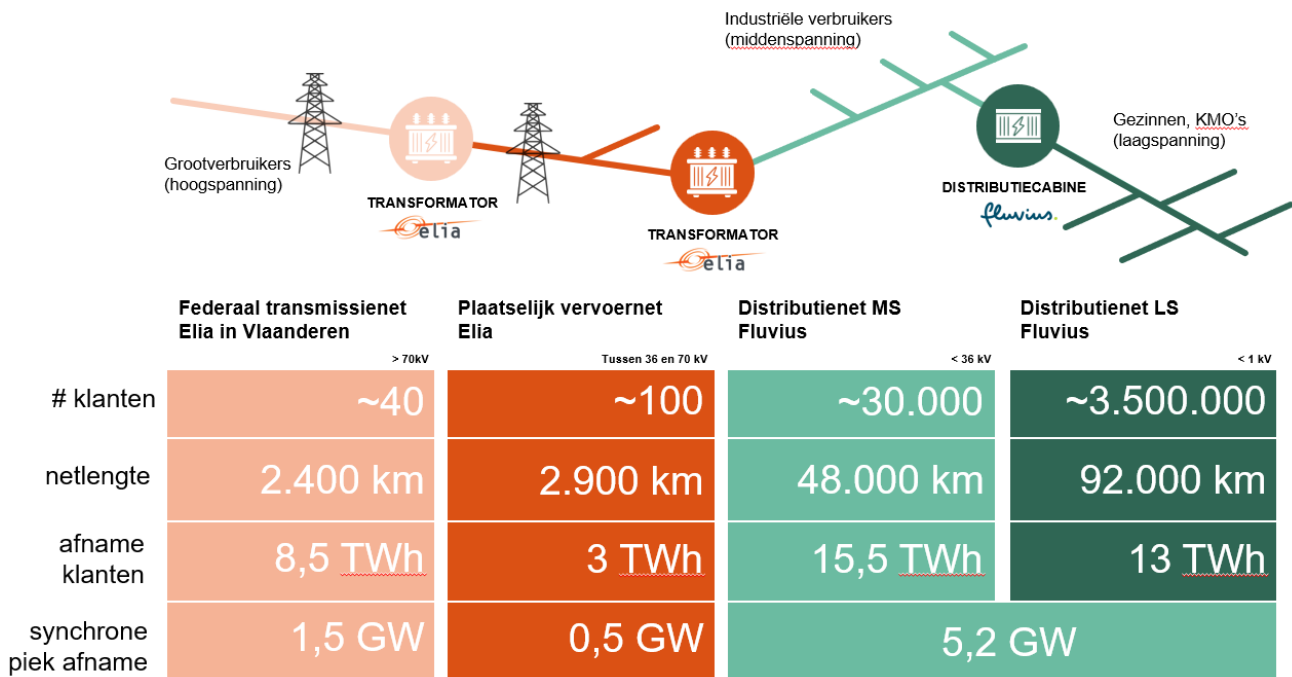 Industriële verbruikers
(middenspanning)
Grootverbruikers
(hoogspanning)
Gezinnen, KMO's
(laagspanning)
TRANSFORMATOR
elia
TRANSFORMATOR
elia
DISTRIBUTIECABINE
fluvius.
Federaal transmissienet
Elia in Vlaanderen
> 70kV
Plaatselijk vervoernet
Elia
Tussen 36 en 70 kV
Distributienet MS
Fluvius
< 36 kV
Distributienet LS
Fluvius
< 1 kV
# klanten
~40
~100
~30.000
~3.500.000
netlengte
2.400 km
2.900 km
48.000 km
92.000 km
afname
klanten
8,5 TWh
3 TWh
15,5 TWh
13 TWh
synchrone
piek afname
1,5 GW
0,5 GW
5,2 GW